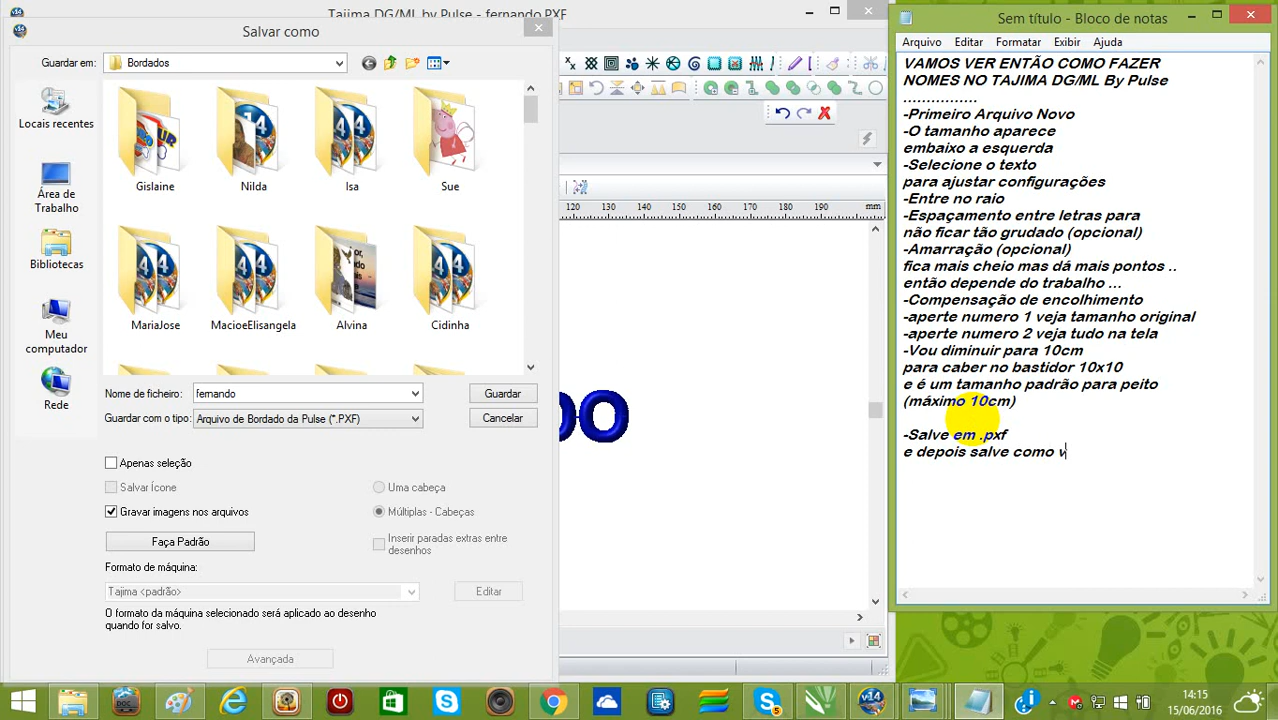 Tajima DG/ML by Pulse - fernando.PXF
Salvar como
Guardar em:
Bordados
Locais recentes
Área de
Trabalho
Bibliotecas
Meu
computador
Rede
Gislaine
Nilda
Isa
Sue
MariaJose
MacioeElisangela
Alvina
Cidinha
Nome de ficheiro:
fernando
Guardar
Guardar com o tipo:
Arquivo de Bordado da Pulse (*.PXF)
Cancelar
Apenas seleção
Salvar Ícone
Uma cabeça
Gravar imagens nos arquivos
Múltiplas - Cabeças
Faça Padrão
Inserir paradas extras entre
desenhos
Formato de máquina:
Tajima <padrão>
Editar
O formato da máquina selecionado será aplicado ao desenho
quando for salvo.
Avançada
120 130 140 150 160 170 180 190 mm
DO
Sem título - Bloco de notas
Arquivo Editar Formatar Exibir Ajuda
VAMOS VER ENTÃO COMO FAZER
NOMES NO TAJIMA DG/ML By Pulse
................
-Primeiro Arquivo Novo
-O tamanho aparece
embaixo a esquerda
-Selecione o texto
para ajustar configurações
-Entre no raio
-Espaçamento entre letras para
não ficar tão grudado (opcional)
-Amarração (opcional)
fica mais cheio mas dá mais pontos ..
então depende do trabalho ...
-Compensação de encolhimento
-aperte numero 1 veja tamanho original
-aperte numero 2 veja tudo na tela
-Vou diminuir para 10cm
para caber no bastidor 10x10
e é um tamanho padrão para peito
(máximo 10cm)
-Salve em .pxf
e depois salve como v
14:15
15/06/2016